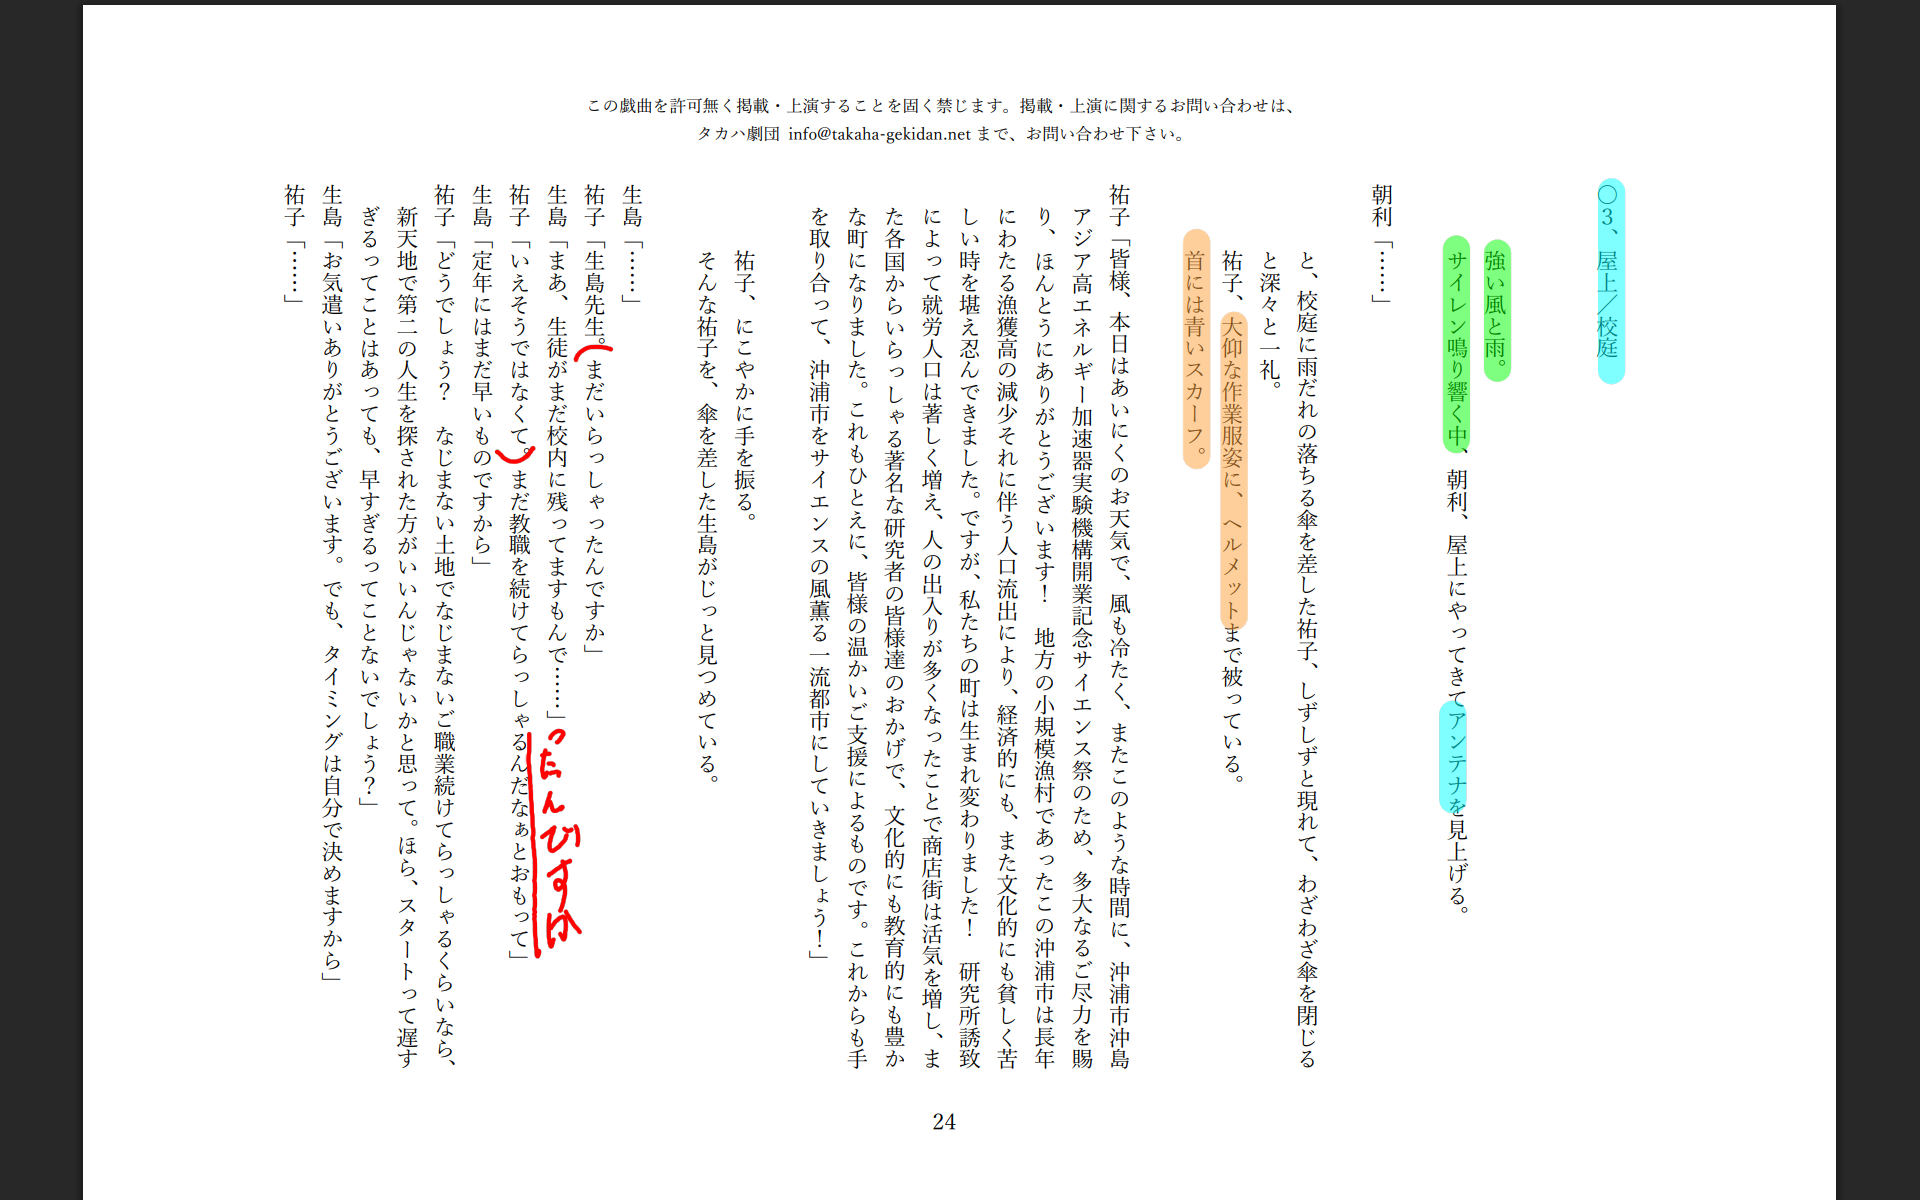 この戯曲を許可無く掲載・上演することを固く禁じます。掲載・上演に関するお問い合わせは、
タカハ劇団 info@takaha-gekidan.net まで、お問い合わせ下さい。
〇3、屋上／校庭
強い風と雨。
サイレン鳴り響く中、朝利、屋上にやってきてアンテナを見上げる。
朝利「……」
と、校庭に雨だれの落ちる傘を差した祐子、しずしずと現れて、わざわざ傘を閉じる
と深々と一礼。
祐子、大仰な作業服姿に、ヘルメットまで被っている。
首には青いスカーフ。
祐子「皆様、本日はあいにくのお天気で、風も冷たく、またこのような時間に、沖浦市沖島
アジア高エネルギー加速器実験機構開業記念サイエンス祭のため、多大なるご尽力を賜
り、ほんとうにありがとうございます！　地方の小規模漁村であったこの沖浦市は長年
にわたる漁獲高の減少それに伴う人口流出により、経済的にも、また文化的にも貧しく苦
しい時を堪え忍んできました。ですが、私たちの町は生まれ変わりました！　研究所誘致
によって就労人口は著しく増え、人の出入りが多くなったことで商店街は活気を増し、ま
た各国からいらっしゃる著名な研究者の皆様達のおかげで、文化的にも教育的にも豊か
な町になりました。これもひとえに、皆様の温かいご支援によるものです。これからも手
を取り合って、沖浦市をサイエンスの風薫る一流都市にしていきましょう！」
祐子、にこやかに手を振る。
そんな祐子を、傘を差した生島がじっと見つめている。
生島「……」
祐子「生島先生。まだいらっしゃったんですか」
生島「まあ、生徒がまだ校内に残ってますもんで……」
ったんですか
祐子「いえそうではなくて。まだ教職を続けてらっしゃるんだなぁとおもって」
生島「定年にはまだ早いものですから」
祐子「どうでしょう？　なじまない土地でなじまないご職業続けてらっしゃるくらいなら、
新天地で第二の人生を探された方がいいんじゃないかと思って。ほら、スタートって遅す
ぎるってことはあっても、早すぎるってことないでしょう？」
生島「お気遣いありがとうございます。でも、タイミングは自分で決めますから」
祐子「……」
24